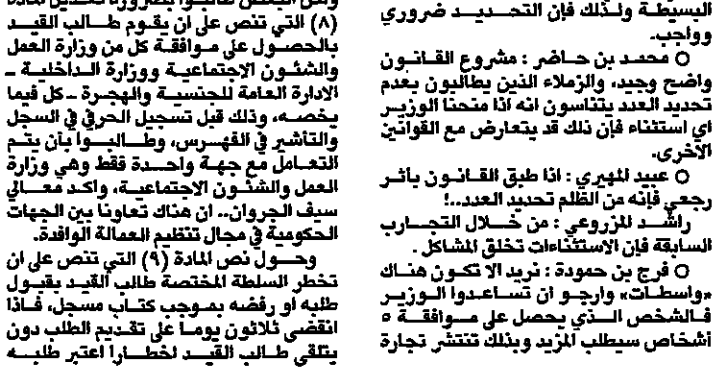 البسيطة ولذلك فإن التحديد ضروري
وواجب.
○ محمد بن حاضر : مشروع القانون
واضح وجيد، والزملاء الذين يطالبون بعدم
تحديد العدد يتناسون انه اذا منحنا الوزير
اي استثناء فإن ذلك قد يتعارض مع القوانين
الأخرى.
○ عبيد المهيري : اذا طبق القانون بأثر
رجعي فإنه من الظلم تحديد العدد..!
راشد المزروعي : من خلال التجارب
السابقة فإن الاستثناءات تخلق المشاكل .
○ فرج بن حمودة : نريد الا تكون هناك
«واسطات» وارجو ان تساعدوا الوزير
فالشخص الذي يحصل على موافقة ٥
أشخاص سيطلب المزيد وبذلك تنتشر تجارة
(٨) التي تنص على ان يقوم طالب القيد
بالحصول على موافقة كل من وزارة العمل
والشئون الاجتماعية ووزارة الداخلية ــ
الادارة العامة للجنسية والهجرة ـ كل فيما
يخصه، وذلك قبل تسجيل الحرفي في السجل
والتأشير في الفهرس، وطالبوا بأن يتم
التعامل مع جهة واحدة فقط وهي وزارة
العمل والشئون الاجتماعية، واكد معالي
سيف الجروان.. ان هناك تعاونا بين الجهات
الحكومية في مجال تنظيم العمالة الوافدة.
وحول نص المادة (٩) التي تنص على ان
تخطر السلطة المختصة طالب القيد بقبول
طلبه او رفضه بموجب كتاب مسجل، فاذا
انقضى ثلاثون يوما على تقديم الطلب دون
يتلقى طالب القيد اخطارا اعتبر طلبه